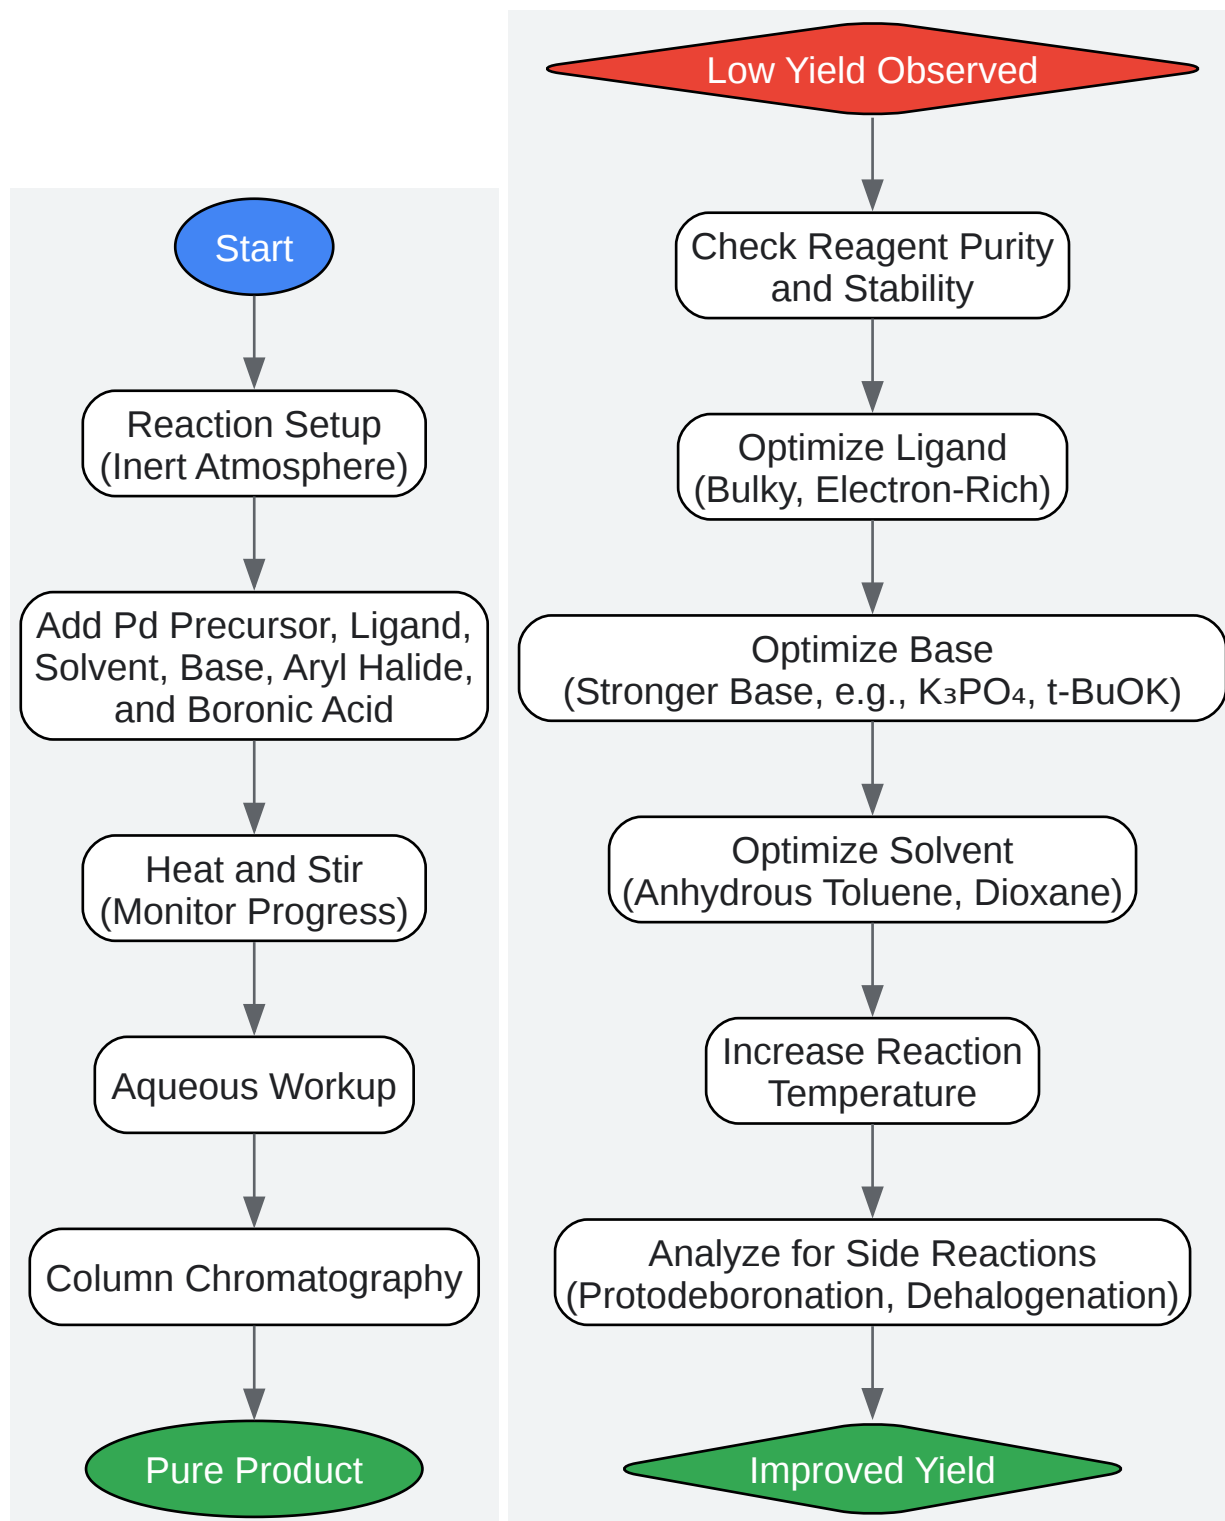 Start
Reaction Setup
(Inert Atmosphere)
Add Pd Precursor, Ligand,
Solvent, Base, Aryl Halide,
and Boronic Acid
Heat and Stir
(Monitor Progress)
Aqueous Workup
Column Chromatography
Pure Product
Low Yield Observed
Check Reagent Purity
and Stability
Optimize Ligand
(Bulky, Electron-Rich)
Optimize Base
(Stronger Base, e.g., K₃PO₄, t-BuOK)
Optimize Solvent
(Anhydrous Toluene, Dioxane)
Increase Reaction
Temperature
Analyze for Side Reactions
(Protodeboronation, Dehalogenation)
Improved Yield